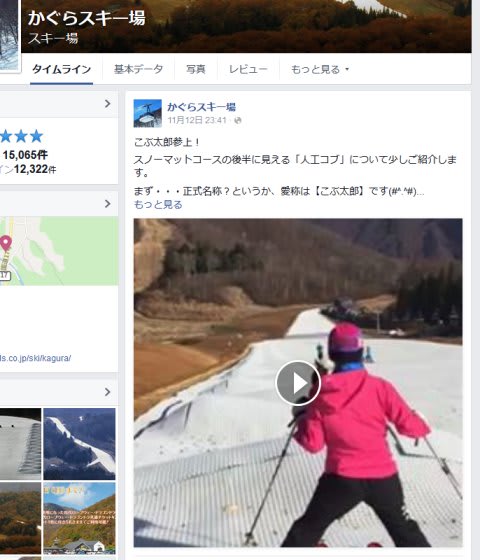 かぐらスキー場
スキー場
タイムライン
基本データ
写真
レビュー
もっと見る
15,065件
イン12,322件
17
ds.co.jp/ski/kagura/
かぐらスキー場
11月12日 23:41
こぶ太郎参上！
スノーマットコースの後半に見える「人工コブ」について少しご紹介しま
す。
まず・・・正式名称？というか、愛称は【こぶ太郎】です(#^.^#)...
もっと見る